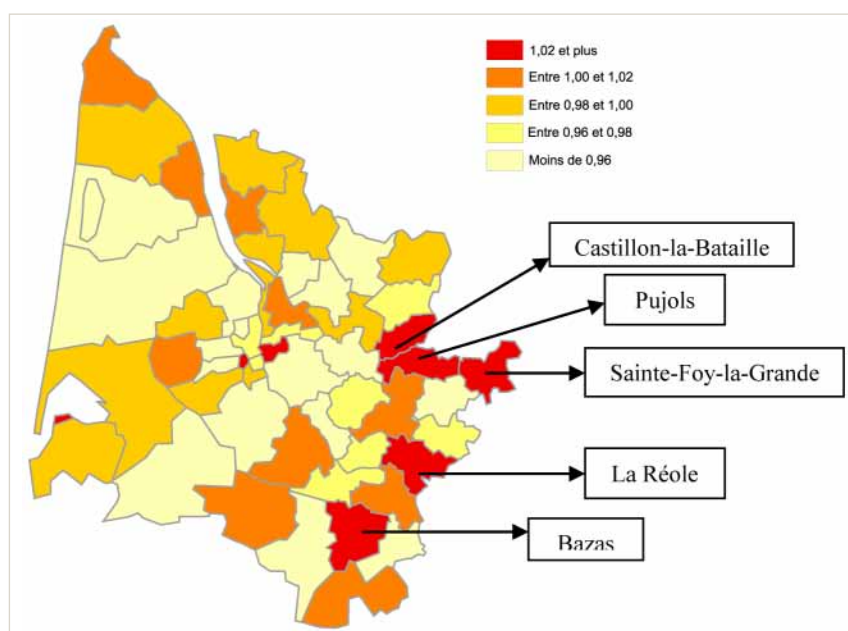 1,02 et plus
Entre 1,00 et 1,02
Entre 0,98 et 1,00
Entre 0,96 et 0,98
Moins de 0,96
Castillon-la-Bataille
Pujols
Sainte-Foy-la-Grande
La Réole
Bazas